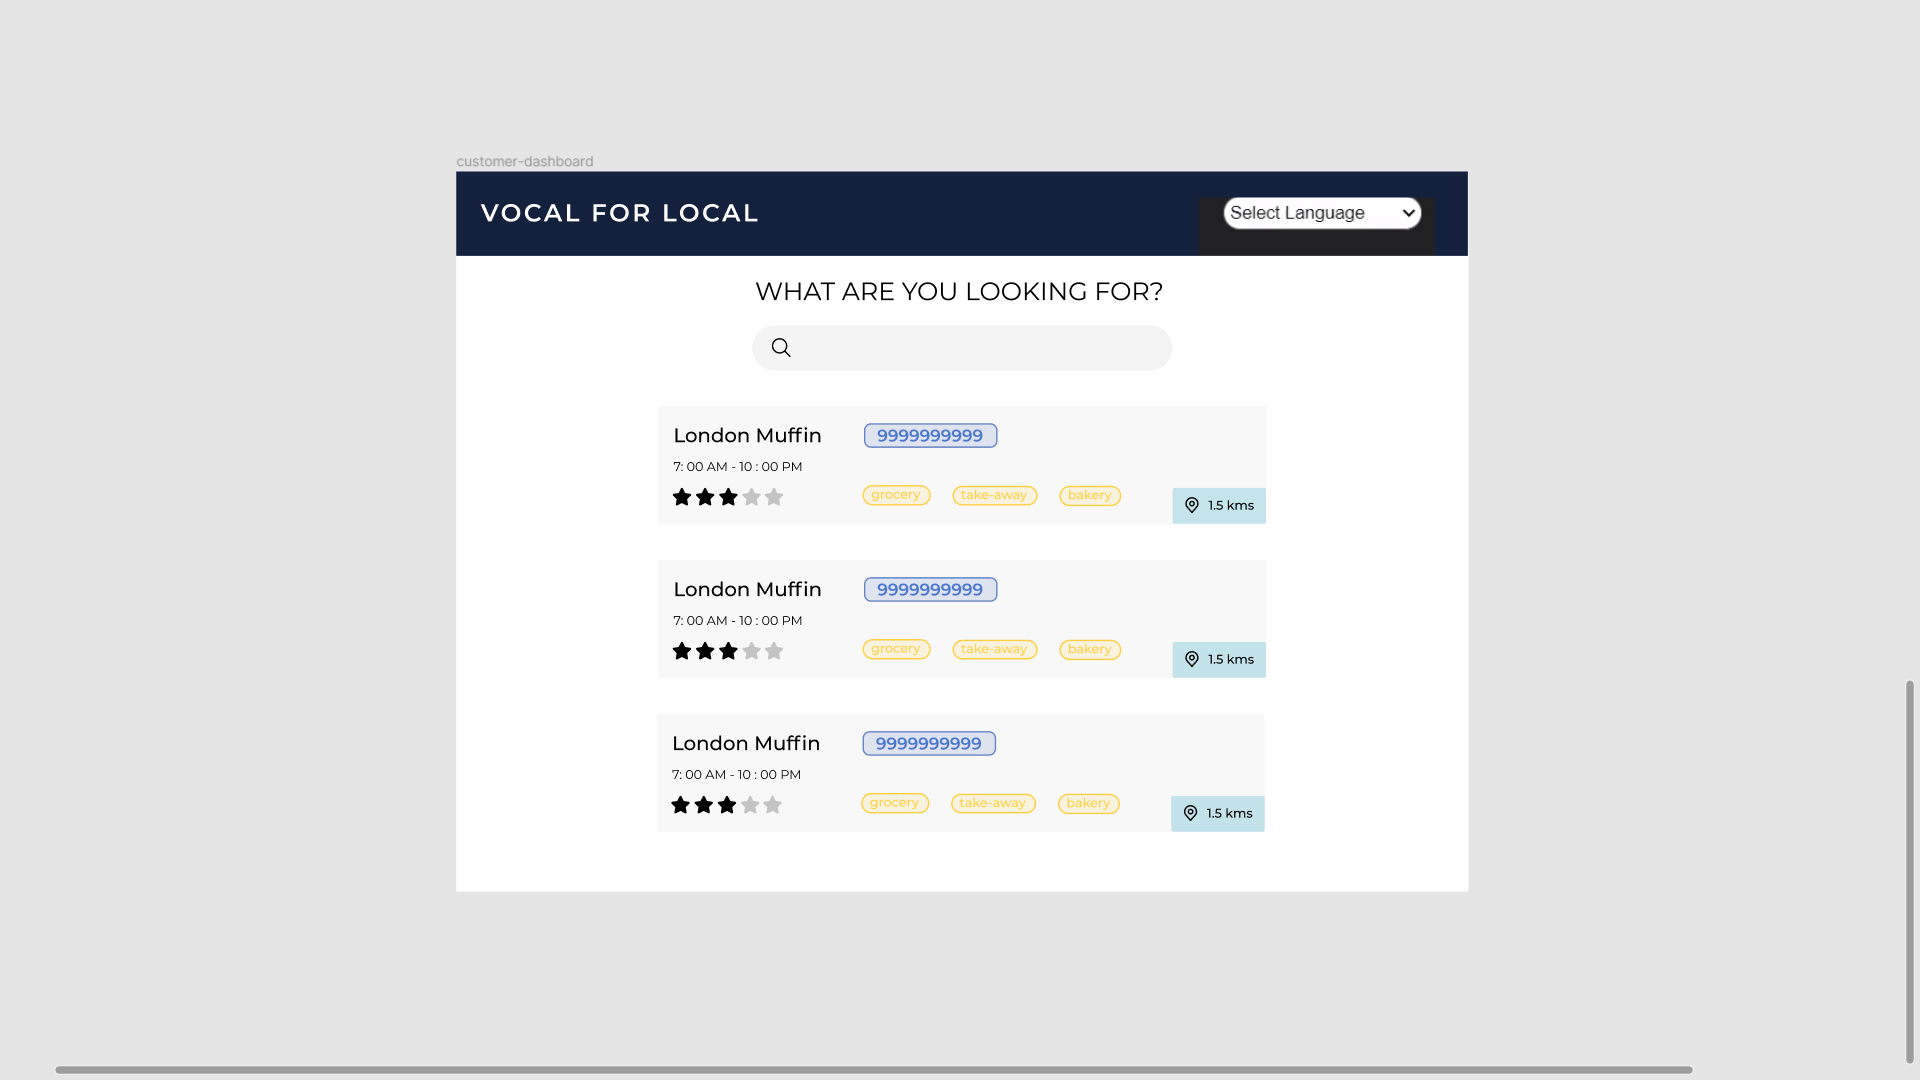 customer-dashboard
VOCAL FOR LOCAL
Select Language
WHAT ARE YOU LOOKING FOR?
London Muffin
9999999999
7: 00 AM - 10 : 00 PM
grocery
take-away
bakery
1.5 kms
London Muffin
9999999999
7: 00 AM - 10 : 00 PM
grocery
take-away
bakery
1.5 kms
London Muffin
9999999999
7: 00 AM - 10 : 00 PM
grocery
take-away
bakery
1.5 kms